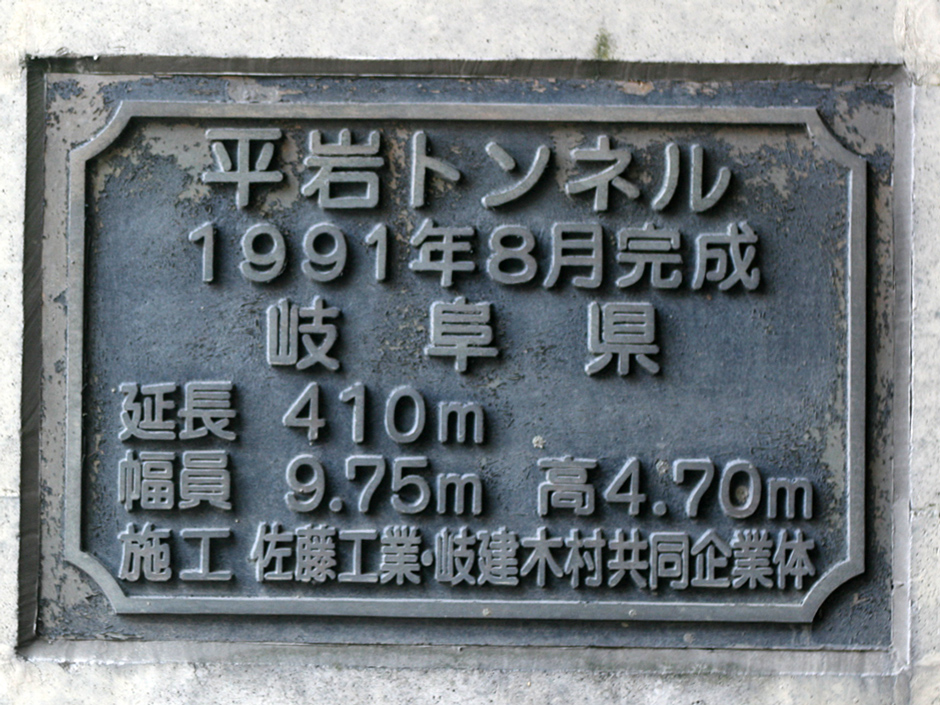 平岩トンネル
1991年8月完成
岐阜県
延長 410m
幅員 9.75m 高4.70m
施工 佐藤工業・岐建木村共同企業体